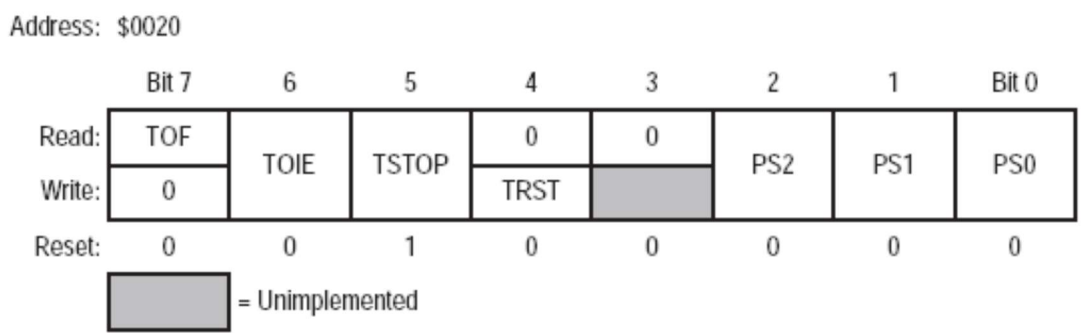 Address: $0020
Bit 7 6 5 4 3 2 1 Bit 0
Read: TOF TOIE TSTOP 0 0 PS2 PS1 PS0
Write: 0 TRST
Reset: 0 0 1 0 0 0 0 0
= Unimplemented